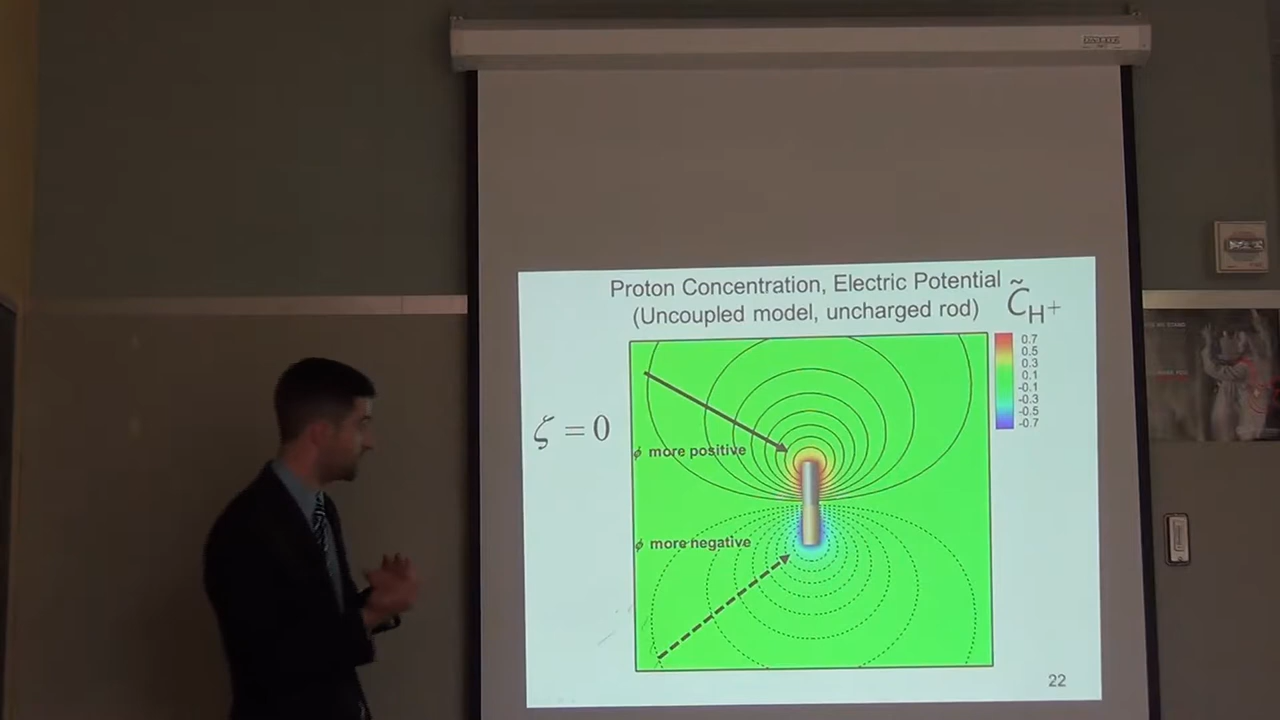 Proton Concentration, Electric Potential
(Uncoupled model, uncharged rod)
C̃H+
0.7
0.5
0.3
0.1
-0.1
-0.3
-0.5
-0.7
ζ = 0
ϕ more positive
ϕ more negative
22